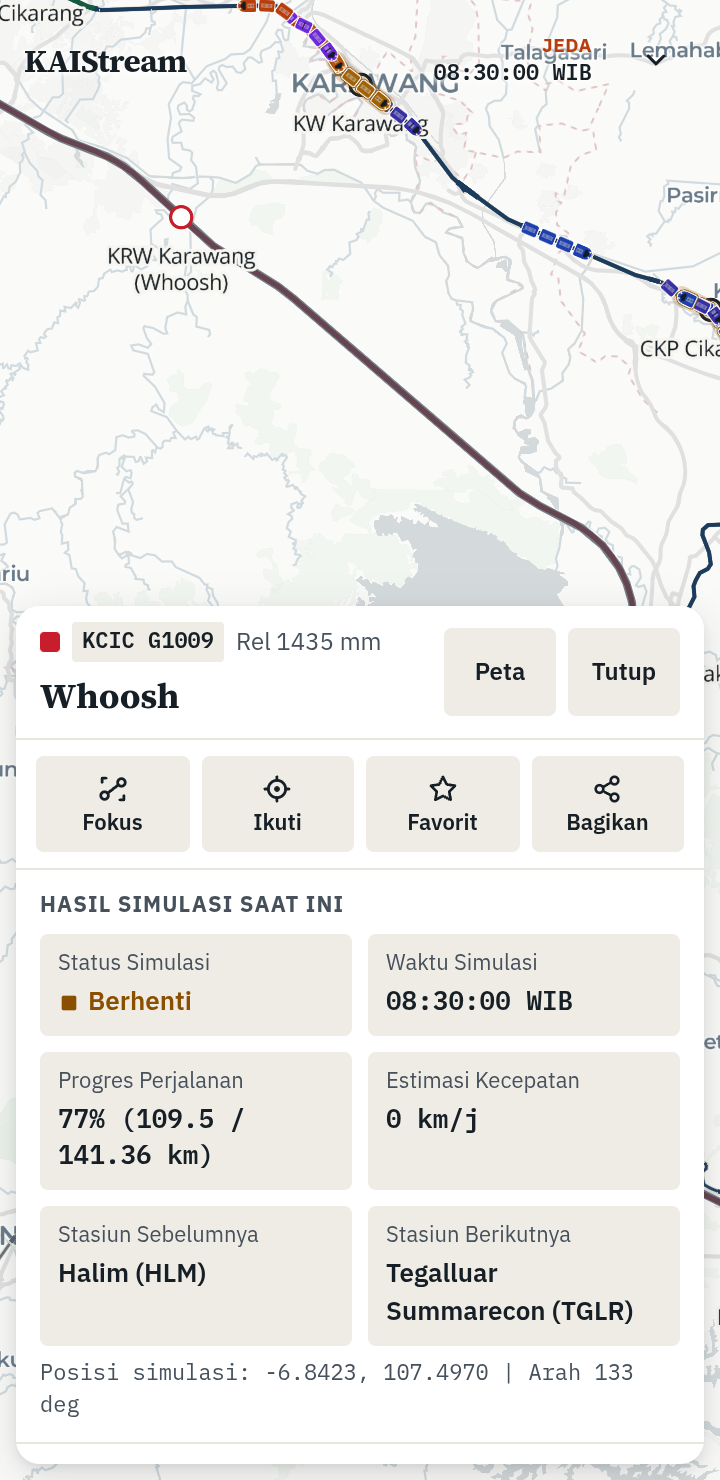 Cikarang
KAIStream
JEDA
Talagasari
Lemahab
08:30:00 WIB
KARAWANG
KW Karawang
Pasir
KRW Karawang
(Whoosh)
CKP Cika
riu
KCIC G1009
Rel 1435 mm
Whoosh
Peta
Tutup
Fokus
Ikuti
Favorit
Bagikan
HASIL SIMULASI SAAT INI
Status Simulasi
Berhenti
Waktu Simulasi
08:30:00 WIB
Progres Perjalanan
77% (109.5 /
141.36 km)
Estimasi Kecepatan
0 km/j
Stasiun Sebelumnya
Halim (HLM)
Stasiun Berikutnya
Tegalluar
Summarecon (TGLR)
Posisi simulasi: -6.8423, 107.4970 | Arah 133
deg